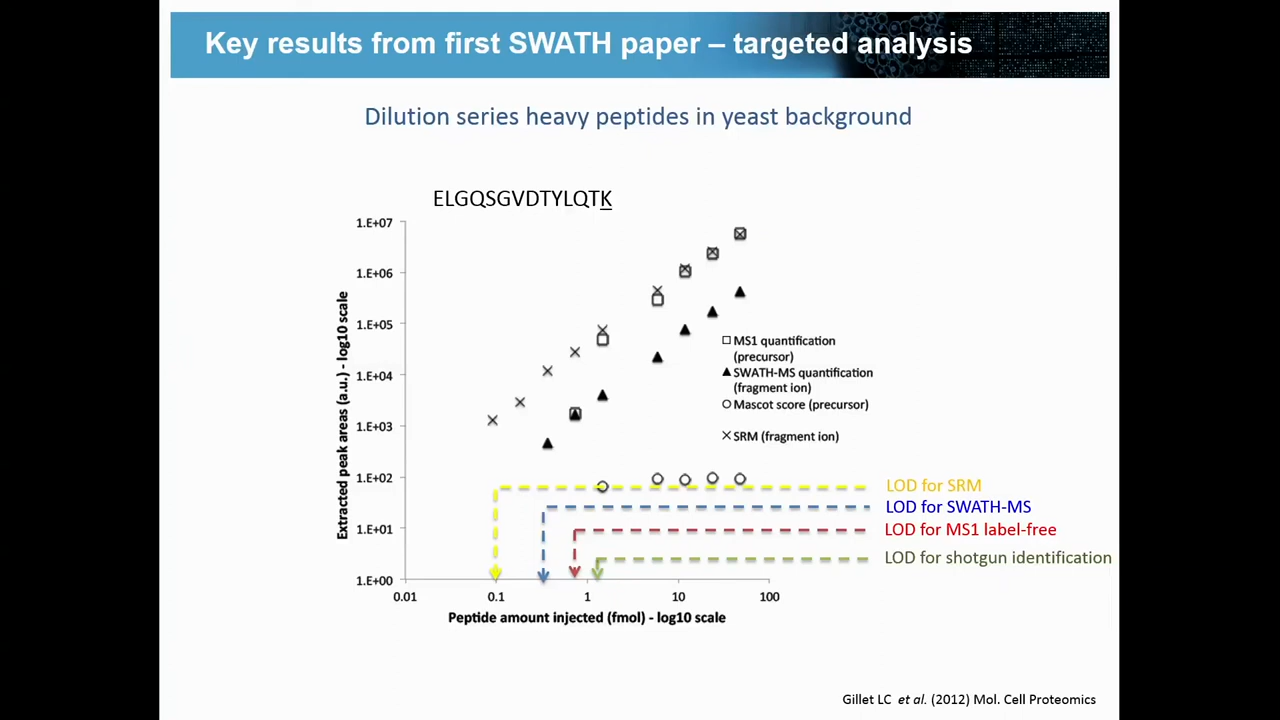 Key results from first SWATH paper – targeted analysis
Dilution series heavy peptides in yeast background
ELGQSGVDTYLQTK
Extracted peak areas (a.u.) - log10 scale
1.E+07
1.E+06
1.E+05
1.E+04
1.E+03
1.E+02
1.E+01
1.E+00
MS1 quantification
(precursor)
SWATH-MS quantification
(fragment ion)
Mascot score (precursor)
SRM (fragment ion)
LOD for SRM
LOD for SWATH-MS
LOD for MS1 label-free
LOD for shotgun identification
0.01 0.1 1 10 100
Peptide amount injected (fmol) - log10 scale
Gillet LC et al. (2012) Mol. Cell Proteomics